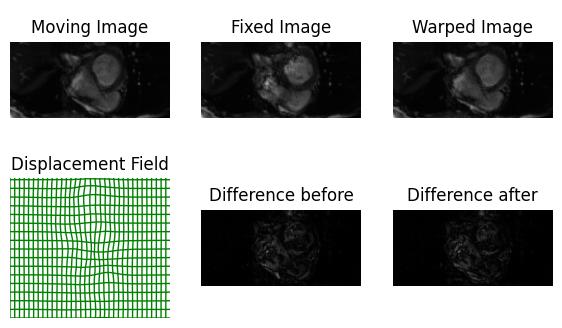 Moving Image
Fixed Image
Warped Image
Displacement Field
Difference before
Difference after